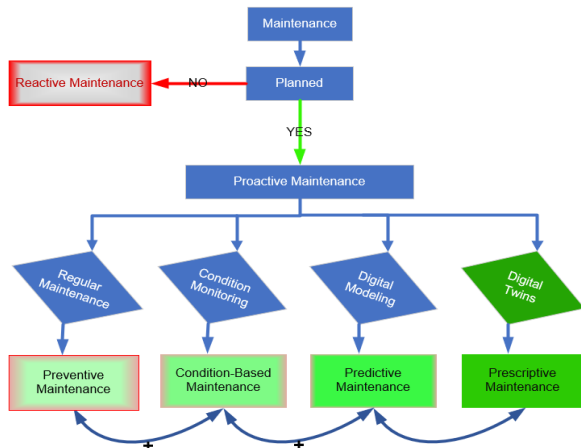 Maintenance
Reactive Maintenance
NO
Planned
YES
Proactive Maintenance
Regular
Maintenance
Condition
Monitoring
Digital
Modeling
Digital
Twins
Preventive
Maintenance
Condition-Based
Maintenance
Predictive
Maintenance
Prescriptive
Maintenance
+
+